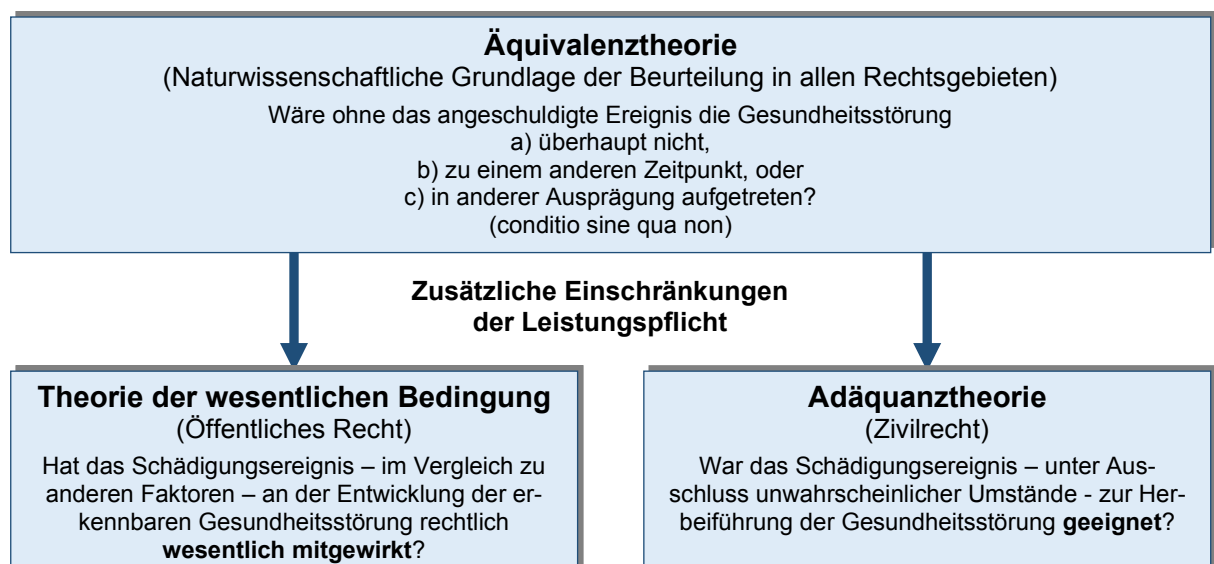 Äquivalenztheorie
(Naturwissenschaftliche Grundlage der Beurteilung in allen Rechtsgebieten)
Wäre ohne das angeschuldigte Ereignis die Gesundheitsstörung
a) überhaupt nicht,
b) zu einem anderen Zeitpunkt, oder
c) in anderer Ausprägung aufgetreten?
(conditio sine qua non)
Zusätzliche Einschränkungen
der Leistungspflicht
Theorie der wesentlichen Bedingung
(Öffentliches Recht)
Hat das Schädigungsereignis – im Vergleich zu
anderen Faktoren – an der Entwicklung der er-
kennbaren Gesundheitsstörung rechtlich
wesentlich mitgewirkt?
Adäquanztheorie
(Zivilrecht)
War das Schädigungsereignis – unter Aus-
schluss unwahrscheinlicher Umstände - zur Her-
beiführung der Gesundheitsstörung geeignet?